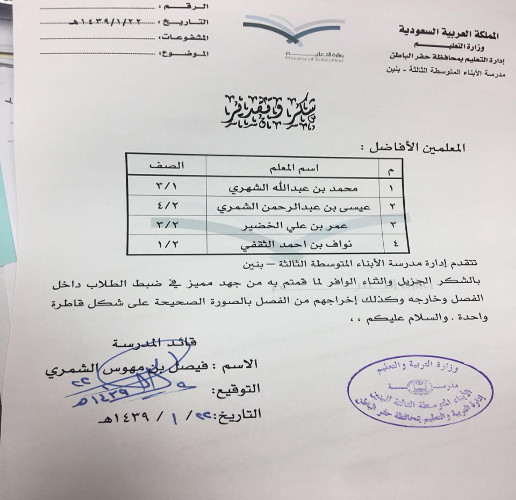 الرقم :
التاريخ : ١٤٣٩/١/٢٢هـ
المشفوعات :
الموضوع:
وزارة التعليم
Ministry of Education
المملكة العربية السعودية
وزارة التعليم
إدارة التعليم بمحافظة حفر الباطن
مدرسة الأبناء المتوسطة الثالثة - بنين
شكر وتقدير
المعلمين الأفاضل :
م اسم المعلم الصف
١ محمد بن عبدالله الشهري ٣/١
٢ عيسى بن عبدالرحمن الشمري ٤/٢
٣ عمر بن علي الخضير ٣/٢
٤ نواف بن احمد الثقفي ١/٢
تتقدم إدارة مدرسة الأبناء المتوسطة الثالثة – بنين
بالشكر الجزيل والثناء الوافر لما قمتم به من جهد مميز في ضبط الطلاب داخل
الفصل وخارجه وكذلك إخراجهم من الفصل بالصورة الصحيحة على شكل قاطرة
واحدة . والسلام عليكم ،،
قائد المدرسة
الاسم : فيصل بن مهوس الشمري
التوقيع:
التاريخ: ٢٢/ ١ / ١٤٣٩هـ
وزارة التربية والتعليم
مدرسة
الأبناء المتوسطة الثالثة للبنين
إدارة التربية والتعليم بمحافظة حفر الباطن